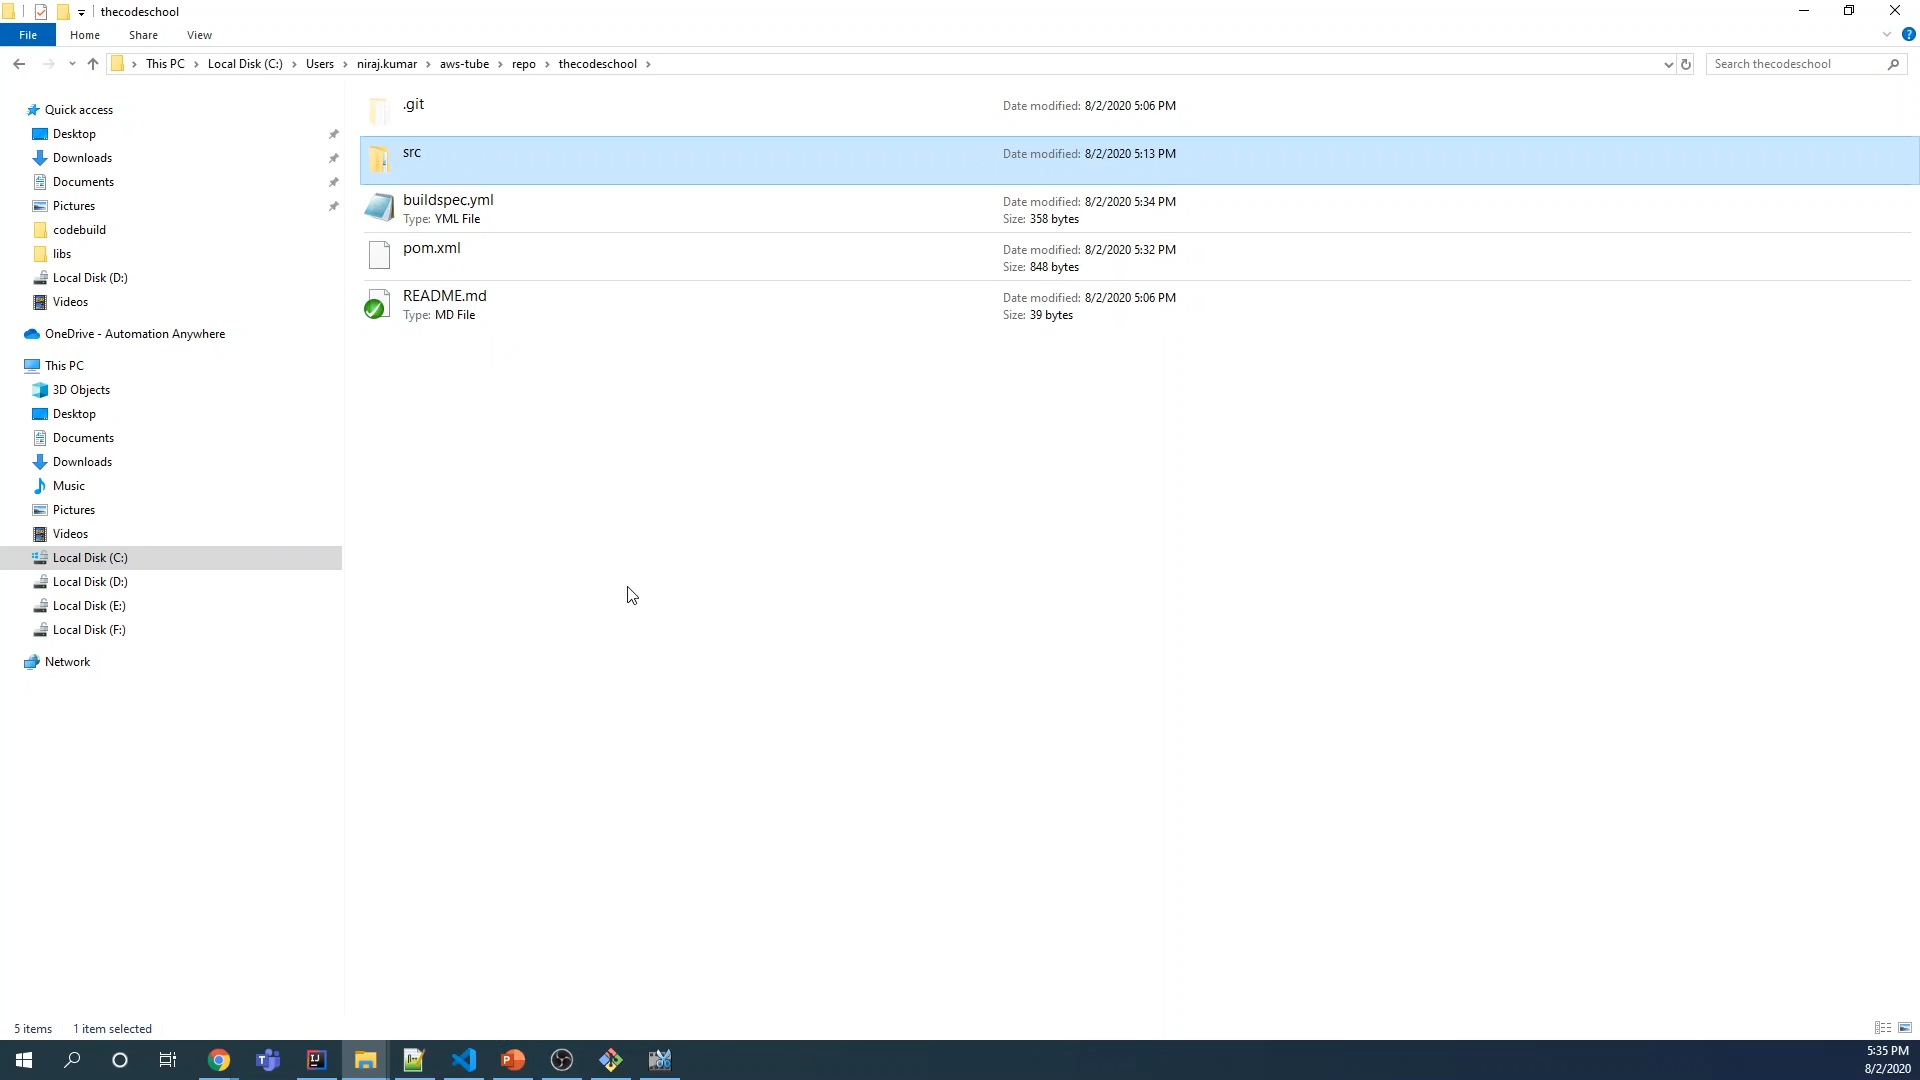 thecodeschool
File Home Share View
This PC Local Disk (C:) Users niraj.kumar aws-tube repo thecodeschool
Search thecodeschool
Quick access
Desktop
Downloads
Documents
Pictures
codebuild
libs
Local Disk (D:)
Videos
OneDrive - Automation Anywhere
This PC
3D Objects
Desktop
Documents
Downloads
Music
Pictures
Videos
Local Disk (C:)
Local Disk (D:)
Local Disk (E:)
Local Disk (F:)
Network
.git Date modified: 8/2/2020 5:06 PM
src Date modified: 8/2/2020 5:13 PM
buildspec.yml Date modified: 8/2/2020 5:34 PM
Type: YML File Size: 358 bytes
pom.xml Date modified: 8/2/2020 5:32 PM
Size: 848 bytes
README.md Date modified: 8/2/2020 5:06 PM
Type: MD File Size: 39 bytes
5 items 1 item selected
5:35 PM
8/2/2020